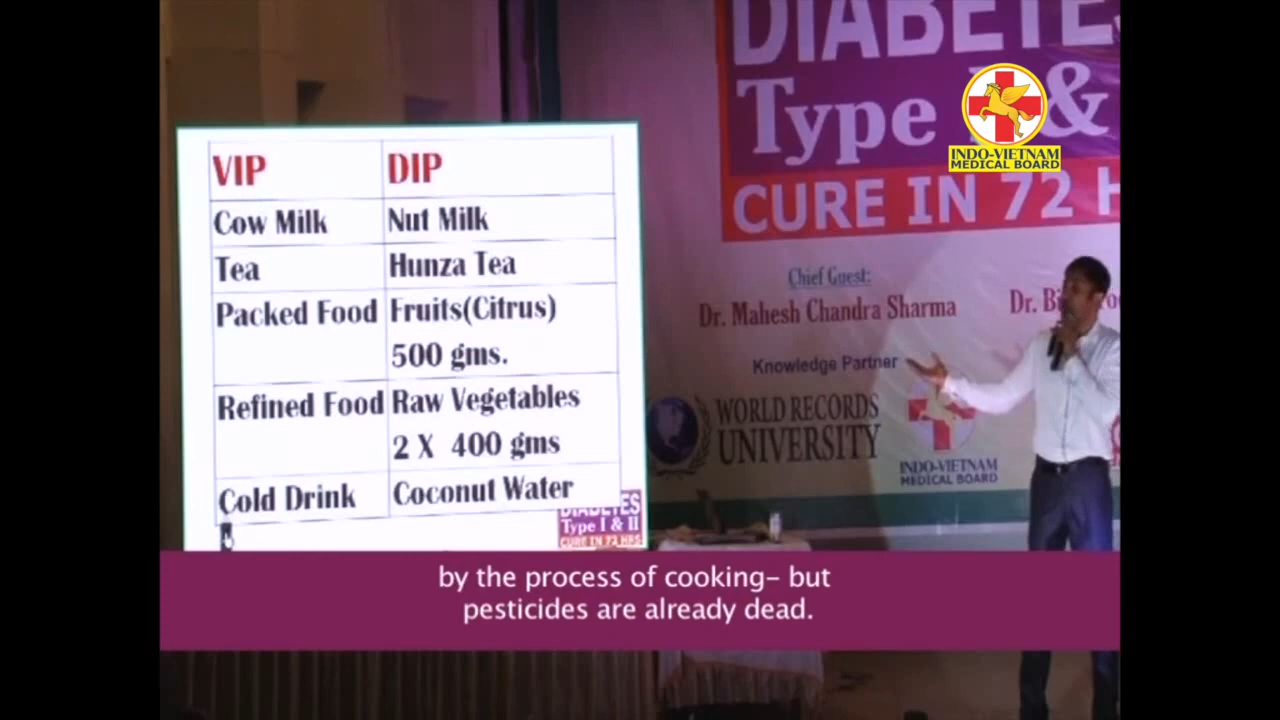 DIABETES
Type I &
CURE IN 72 H
INDO-VIETNAM
MEDICAL BOARD
Chief Guest:
Dr. Mahesh Chandra Sharma
Dr. Bi
Knowledge Partner
WORLD RECORDS
UNIVERSITY
INDO-VIETNAM
MEDICAL BOARD
VIP DIP
Cow Milk Nut Milk
Tea Hunza Tea
Packed Food Fruits(Citrus)
500 gms.
Refined Food Raw Vegetables
2 X 400 gms
Cold Drink Coconut Water
DIABETES
Type I & II
CURE IN 72 HRS
by the process of cooking- but
pesticides are already dead.